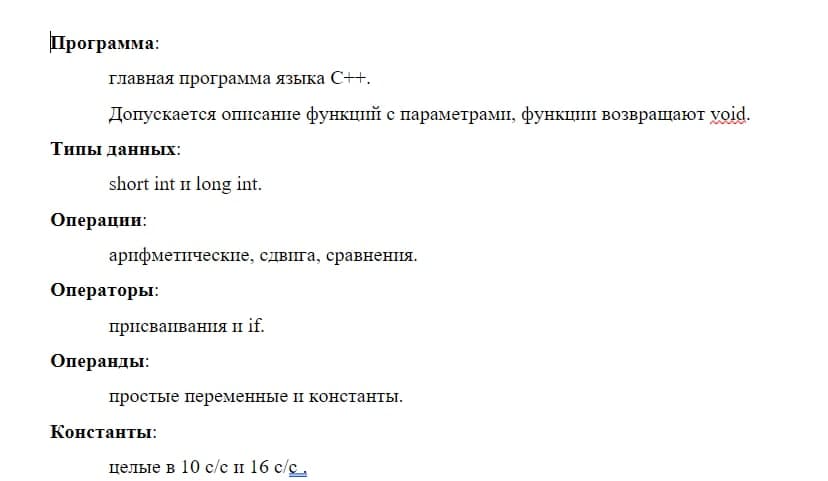 Программа:
главная программа языка C++.
Допускается описание функций с параметрами, функции возвращают void.
Типы данных:
short int и long int.
Операции:
арифметические, сдвига, сравнения.
Операторы:
присваивания и if.
Операнды:
простые переменные и константы.
Константы:
целые в 10 с/с и 16 с/с .